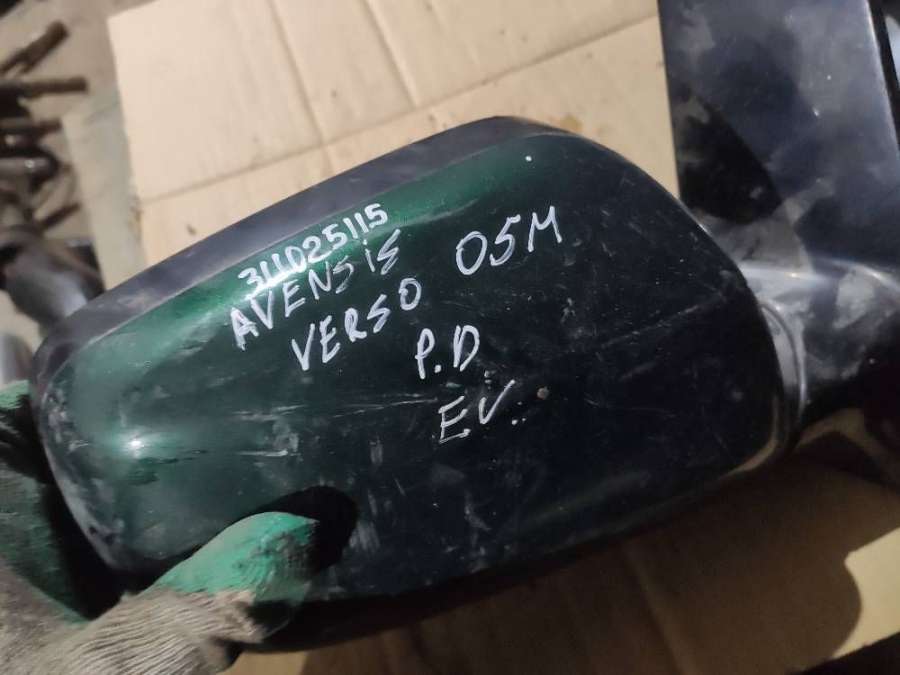 311025115
AVENSiS
VERSO 05M
P.D.
EV.